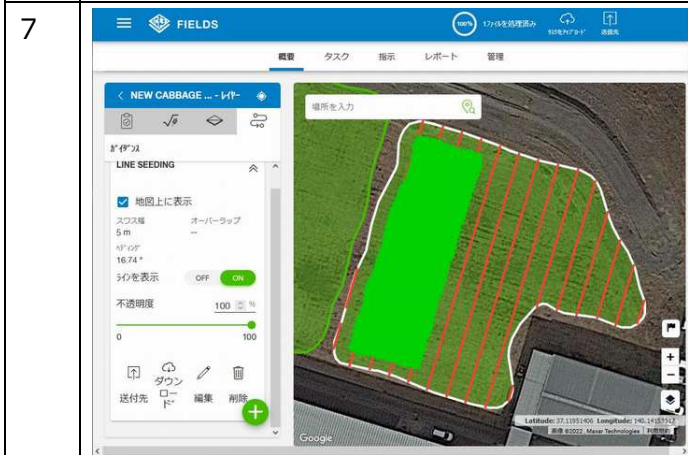 7
FIELDS
100%
1ファイルを処理済み
タスクをアップロード
送信先
概要 タスク 指示 レポート 管理
NEW CABBAGE ... - レイヤー
場所を入力
ガイダンス
LINE SEEDING
地図上に表示
スワス幅 オーバーラップ
5 m --
ヘディング
16.74 °
ラインを表示 OFF ON
不透明度 100 %
0 100
送付先 ダウンロード 編集 削除
Google
Latitude: 37.11951406 Longitude:
画像 ©2022 , Maxar Technologies 利用規約